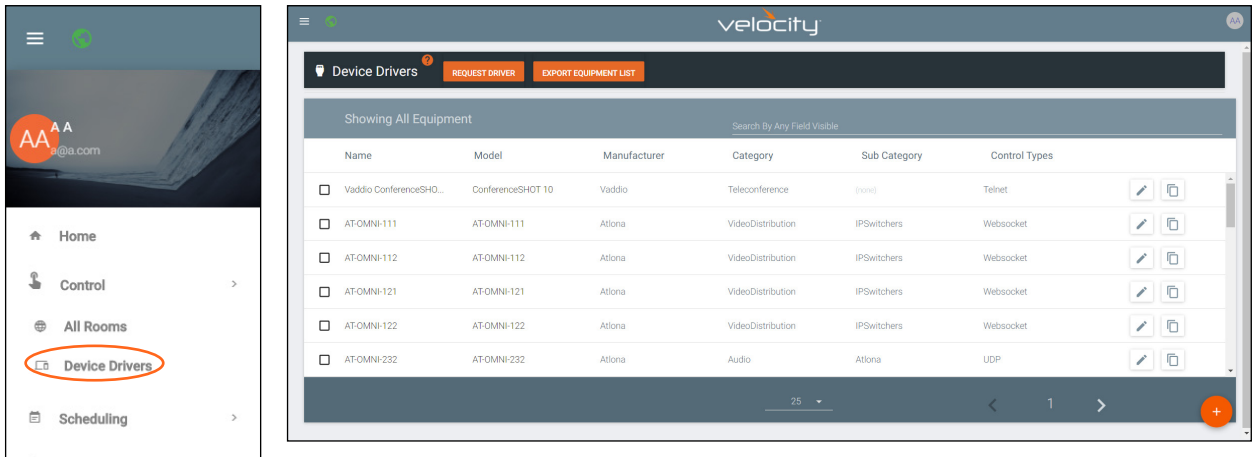 AA
A A
a@a.com
Home
Control
All Rooms
Device Drivers
Scheduling
velocity
AA
Device Drivers ? REQUEST DRIVER EXPORT EQUIPMENT LIST
Showing All Equipment Search By Any Field Visible
Name Model Manufacturer Category Sub Category Control Types
Vaddio ConferenceSHO... ConferenceSHOT 10 Vaddio Teleconference (none) Telnet
AT-OMNI-111 AT-OMNI-111 Atlona VideoDistribution IPSwitchers Websocket
AT-OMNI-112 AT-OMNI-112 Atlona VideoDistribution IPSwitchers Websocket
AT-OMNI-121 AT-OMNI-121 Atlona VideoDistribution IPSwitchers Websocket
AT-OMNI-122 AT-OMNI-122 Atlona VideoDistribution IPSwitchers Websocket
AT-OMNI-232 AT-OMNI-232 Atlona Audio Atlona UDP
25 1